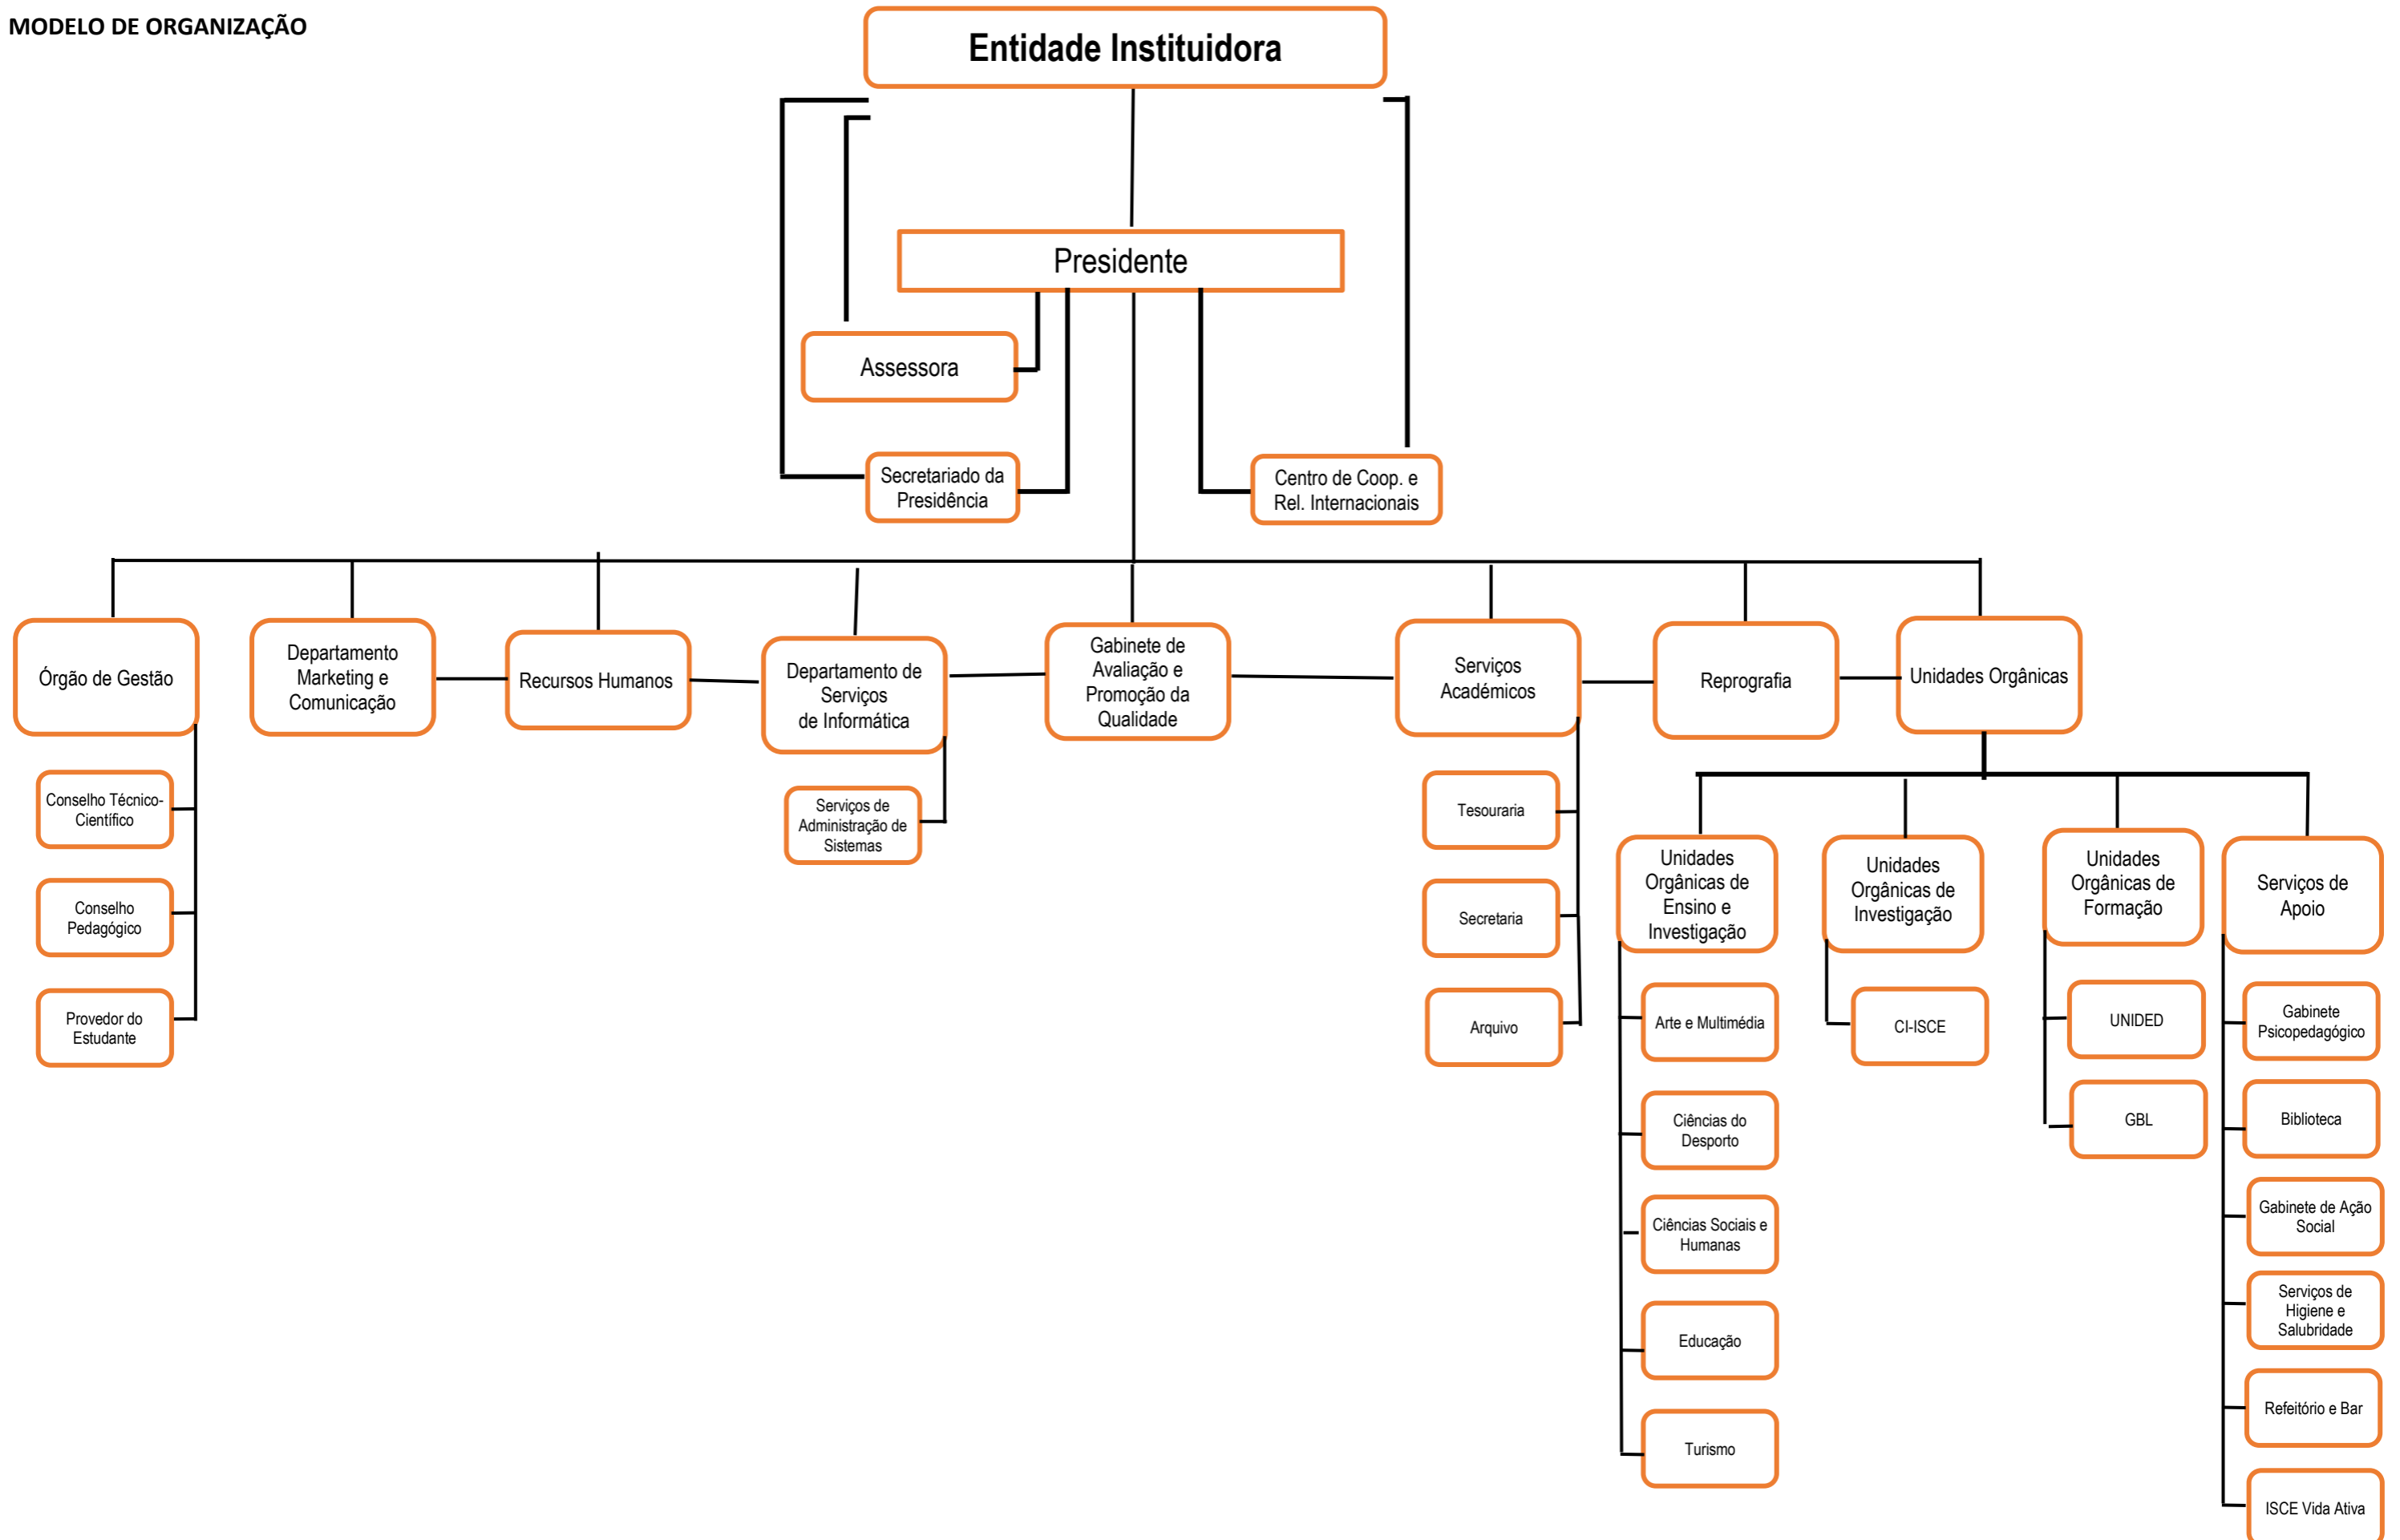 MODELO DE ORGANIZAÇÃO
Entidade Instituidora
Presidente
Assessora
Secretariado da
Presidência
Centro de Coop. e
Rel. Internacionais
Órgão de Gestão
Departamento
Marketing e
Comunicação
Recursos Humanos
Departamento de
Serviços
de Informática
Gabinete de
Avaliação e
Promoção da
Qualidade
Serviços
Académicos
Reprografia
Unidades Orgânicas
Conselho Técnico-
Científico
Conselho
Pedagógico
Provedor do
Estudante
Serviços de
Administração de
Sistemas
Tesouraria
Secretaria
Arquivo
Unidades
Orgânicas de
Ensino e
Investigação
Arte e Multimédia
Ciências do
Desporto
Ciências Sociais e
Humanas
Educação
Turismo
Unidades
Orgânicas de
Investigação
CI-ISCE
Unidades
Orgânicas de
Formação
UNIDED
GBL
Serviços de
Apoio
Gabinete
Psicopedagógico
Biblioteca
Gabinete de Ação
Social
Serviços de
Higiene e
Salubridade
Refeitório e Bar
ISCE Vida Ativa